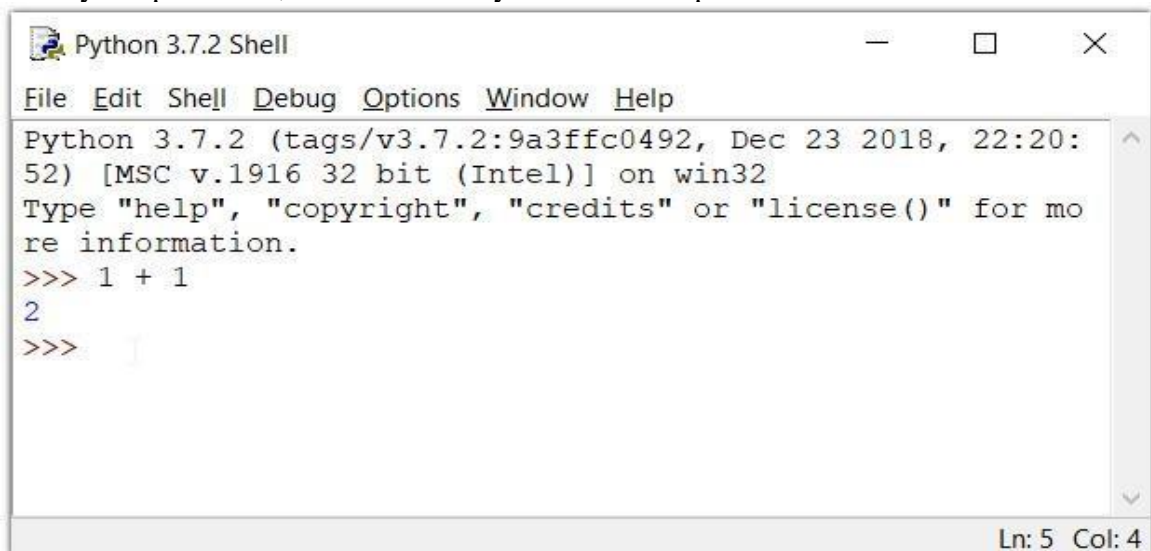 Python 3.7.2 Shell
File Edit Shell Debug Options Window Help
Python 3.7.2 (tags/v3.7.2:9a3ffc0492, Dec 23 2018, 22:20:
52) [MSC v.1916 32 bit (Intel)] on win32
Type "help", "copyright", "credits" or "license()" for mo
re information.
>>> 1 + 1
2
>>>
Ln: 5 Col: 4